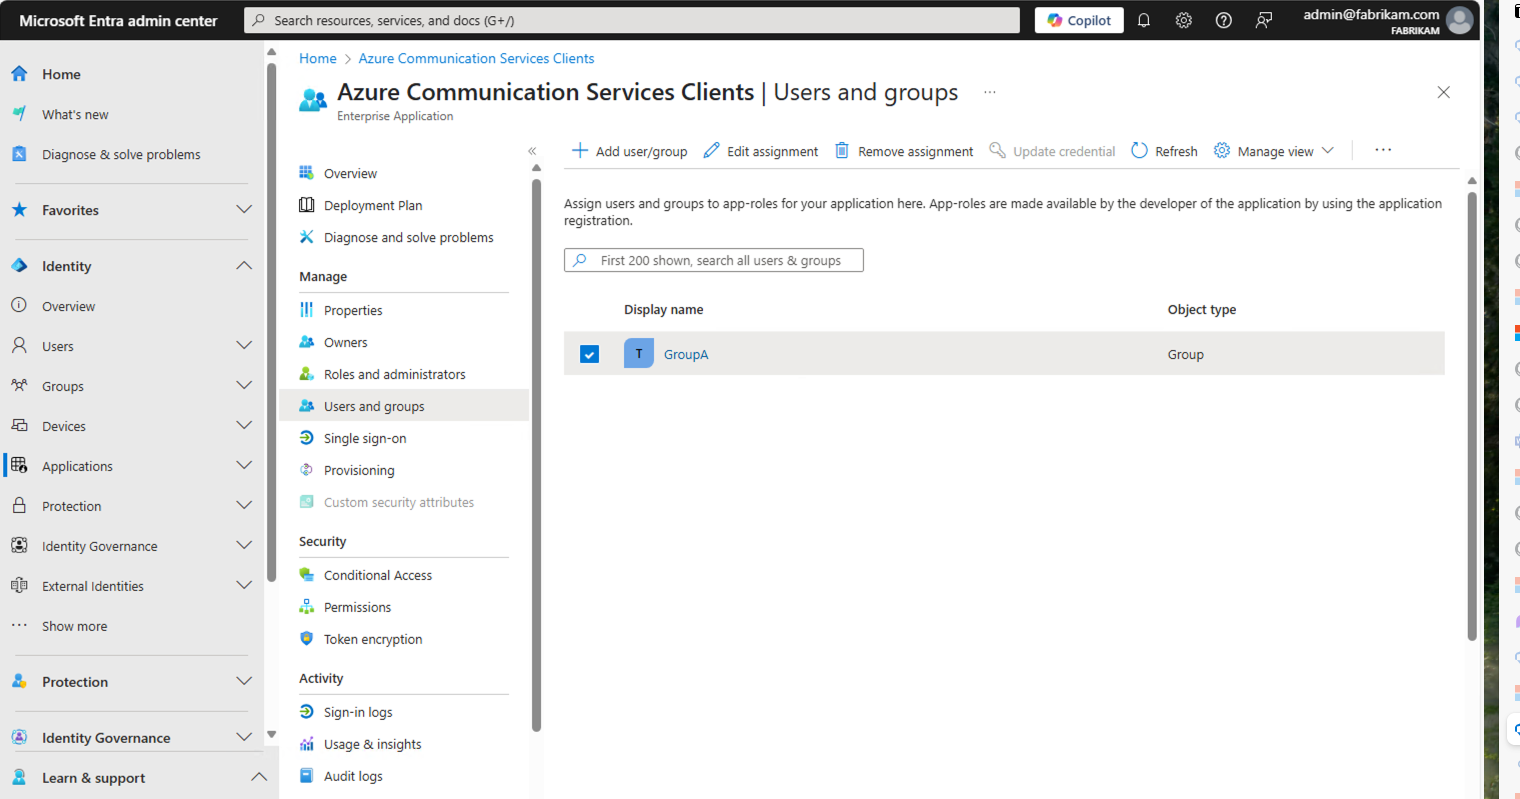 Microsoft Entra admin center
Search resources, services, and docs (G+/)
Copilot
admin@fabrikam.com
FABRIKAM
Home
What's new
Diagnose & solve problems
Favorites
Identity
Overview
Users
Groups
Devices
Applications
Protection
Identity Governance
External Identities
Show more
Protection
Identity Governance
Learn & support
Home > Azure Communication Services Clients
Azure Communication Services Clients | Users and groups
Enterprise Application
Overview
Deployment Plan
Diagnose and solve problems
Manage
Properties
Owners
Roles and administrators
Users and groups
Single sign-on
Provisioning
Custom security attributes
Security
Conditional Access
Permissions
Token encryption
Activity
Sign-in logs
Usage & insights
Audit logs
Add user/group Edit assignment Remove assignment Update credential Refresh Manage view
Assign users and groups to app-roles for your application here. App-roles are made available by the developer of the application by using the application
registration.
First 200 shown, search all users & groups
Display name Object type
T GroupA Group